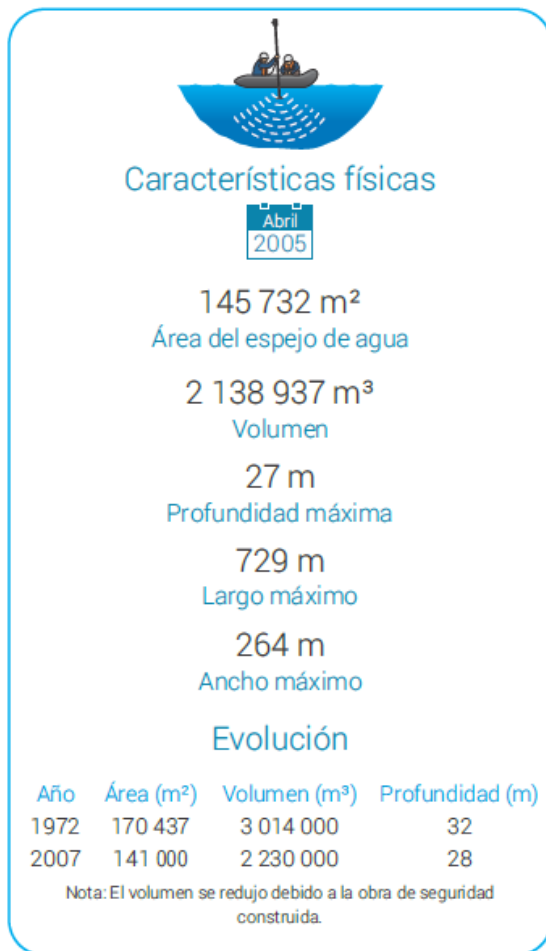 Características físicas
Abril
2005
145 732 m²
Área del espejo de agua
2 138 937 m³
Volumen
27 m
Profundidad máxima
729 m
Largo máximo
264 m
Ancho máximo
Evolución
Año Área (m²) Volumen (m³) Profundidad (m)
1972 170 437 3 014 000 32
2007 141 000 2 230 000 28
Nota: El volumen se redujo debido a la obra de seguridad
construida.